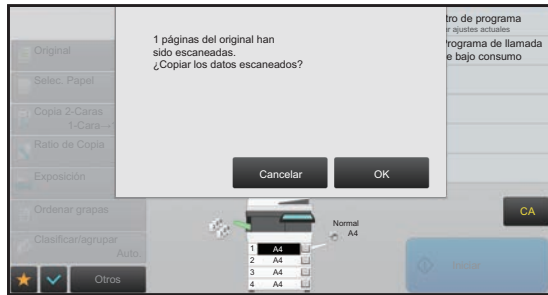 1 páginas del original han
sido escaneadas.
¿Copiar los datos escaneados?
Cancelar
OK
tro de programa
r ajustes actuales
Programa de llamada
e bajo consumo
Original
Selec. Papel
Copia 2-Caras
1-Cara→
Ratio de Copia
Exposición
Ordenar grapas
Clasificar/agrupar
Auto.
Otros
Normal
A4
1 A4
2 A4
3 A4
4 A4
CA
Iniciar